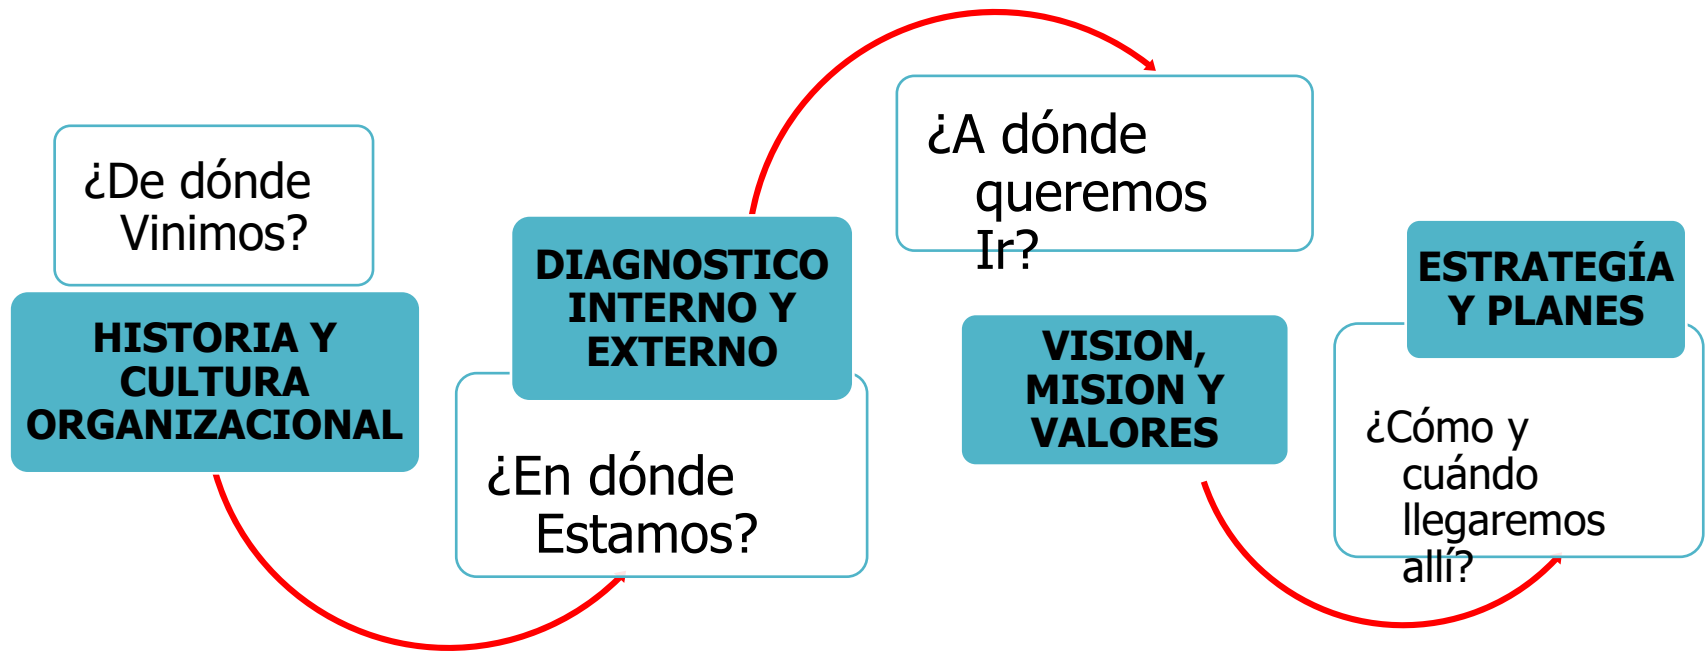 ¿De dónde
Vinimos?
HISTORIA Y
CULTURA
ORGANIZACIONAL
DIAGNOSTICO
INTERNO Y
EXTERNO
¿En dónde
Estamos?
¿A dónde
queremos
Ir?
VISION,
MISION Y
VALORES
ESTRATEGÍA
Y PLANES
¿Cómo y
cuándo
llegaremos
allí?